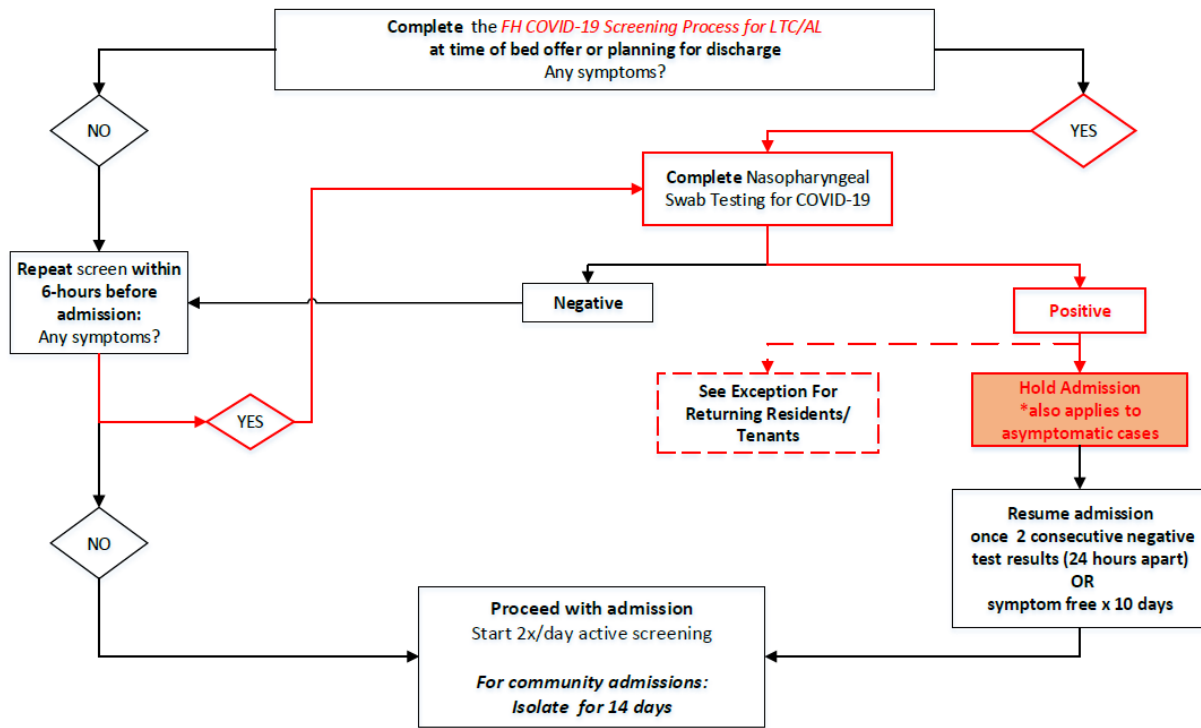 Complete the FH COVID-19 Screening Process for LTC/AL
at time of bed offer or planning for discharge
Any symptoms?
NO
YES
Complete Nasopharyngeal
Swab Testing for COVID-19
Repeat screen within
6-hours before
admission:
Any symptoms?
Negative
Positive
See Exception For
Returning Residents/
Tenants
Hold Admission
*also applies to
asymptomatic cases
YES
NO
Resume admission
once 2 consecutive negative
test results (24 hours apart)
OR
symptom free x 10 days
Proceed with admission
Start 2x/day active screening
For community admissions:
Isolate for 14 days